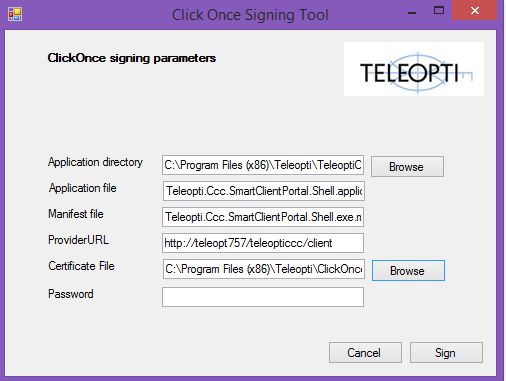 Click Once Signing Tool
ClickOnce signing parameters
TELEOPTI
Application directory C:\Program Files (x86)\Teleopti\TeleoptiC Browse
Application file Teleopti.Ccc.SmartClientPortal.Shell.applic
Manifest file Teleopti.Ccc.SmartClientPortal.Shell.exe.m
ProviderURL http://teleopt757/teleopticcc/client
Certificate File C:\Program Files (x86)\Teleopti\ClickOnce Browse
Password
Cancel Sign